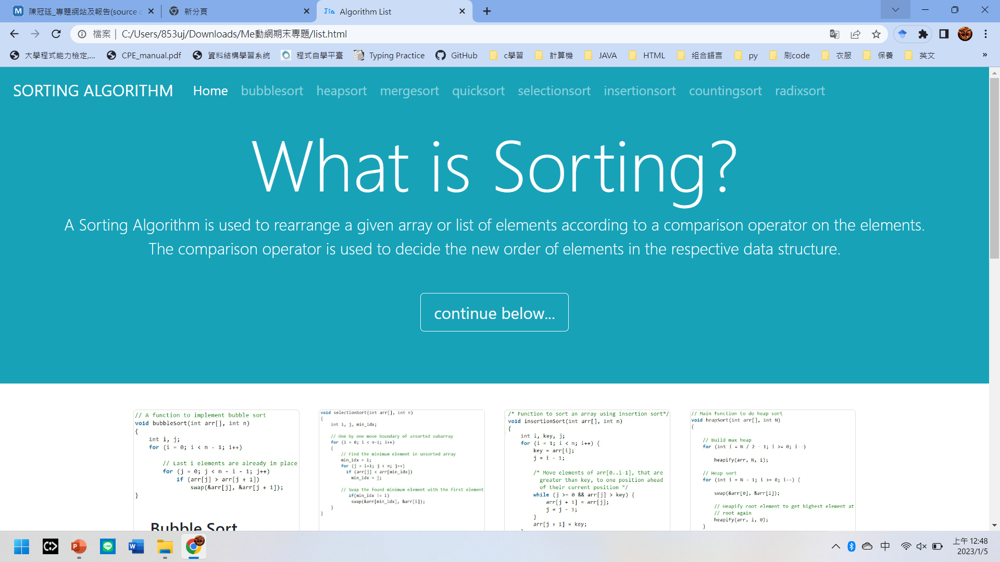 陳冠廷_專題網站及報告(source c
新分頁
Jia Algorithm List
檔案 | C:/Users/853uj/Downloads/Me動網期末專題/list.html
大學程式能力檢定,... CPE_manual.pdf 資料結構學習系統 程式自學平臺 Typing Practice GitHub c學習 計算機 JAVA HTML 組合語言 py 刷code 衣服 保養 英文 »
SORTING ALGORITHM Home bubblesort heapsort mergesort quicksort selectionsort insertionsort countingsort radixsort
What is Sorting?
A Sorting Algorithm is used to rearrange a given array or list of elements according to a comparison operator on the elements.
The comparison operator is used to decide the new order of elements in the respective data structure.
continue below...
// A function to implement bubble sort
void bubbleSort(int arr[], int n)
{
int i, j;
for (i = 0; i < n - 1; i++)
// Last i elements are already in place
for (j = 0; j < n - i - 1; j++)
if (arr[j] > arr[j + 1])
swap(&arr[j], &arr[j + 1]);
}
Bubble Sort
void selectionSort(int arr[], int n)
{
int i, j, min_idx;
// One by one move boundary of unsorted subarray
for (i = 0; i < n-1; i++)
{
// Find the minimum element in unsorted array
min_idx = i;
for (j = i+1; j < n; j++)
if (arr[j] < arr[min_idx])
min_idx = j;
// Swap the found minimum element with the first element
if(min_idx != i)
swap(&arr[min_idx], &arr[i]);
}
}
/* Function to sort an array using insertion sort*/
void insertionSort(int arr[], int n)
{
int i, key, j;
for (i = 1; i < n; i++) {
key = arr[i];
j = i - 1;
/* Move elements of arr[0..i-1], that are
greater than key, to one position ahead
of their current position */
while (j >= 0 && arr[j] > key) {
arr[j + 1] = arr[j];
j = j - 1;
}
arr[j + 1] = key;
// Main function to do heap sort
void heapSort(int arr[], int N)
{
// Build max heap
for (int i = N / 2 - 1; i >= 0; i--)
heapify(arr, N, i);
// Heap sort
for (int i = N - 1; i >= 0; i--) {
swap(&arr[0], &arr[i]);
// Heapify root element to get highest element at
// root again
heapify(arr, i, 0);
}
中
上午 12:48
2023/1/5